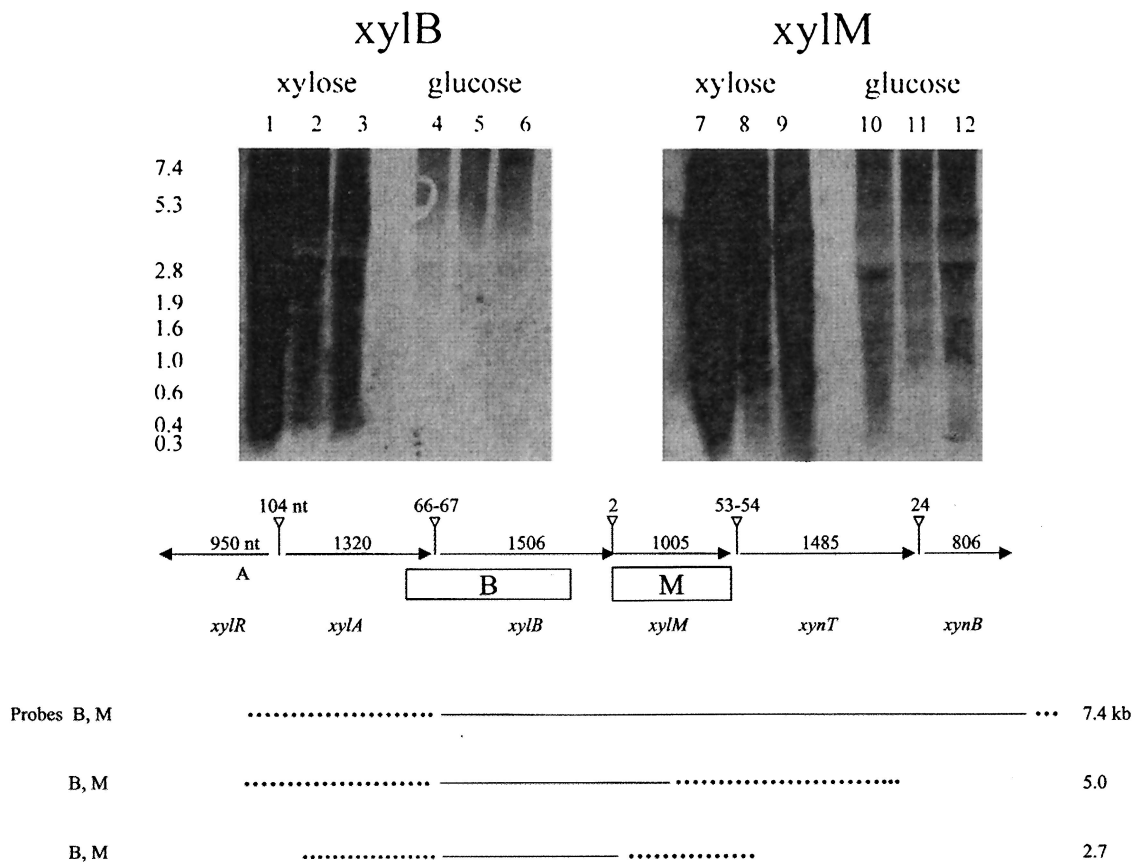 xylB xylM
xylose glucose xylose glucose
1 2 3 4 5 6 7 8 9 10 11 12
7.4
5.3
2.8
1.9
1.6
1.0
0.6
0.4
0.3
104 nt 66-67 2 53-54 24
950 nt 1320 1506 1005 1485 806
A B M
xylR xylA xylB xylM xynT xynB
Probes B, M 7.4 kb
B, M 5.0
B, M 2.7